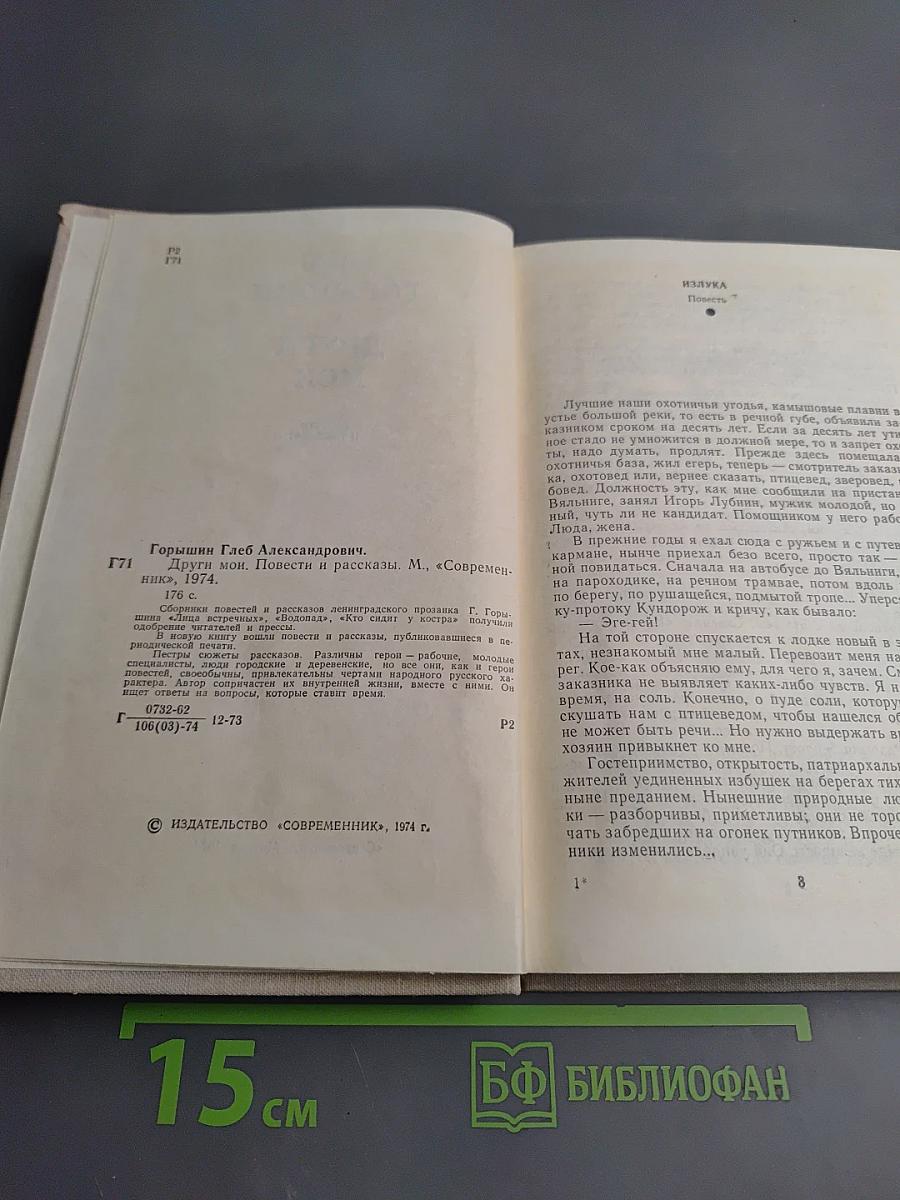 Р2
Г71
Горышин Глеб Александрович.
Г71 Други мои. Повести и рассказы. М., «Современ-
ник», 1974.
176 с.
Сборники повестей и рассказов ленинградского прозаика Г. Горы-
шина «Лица встречных», «Водопад», «Кто сидит у костра» получили
одобрение читателей и прессы.
В новую книгу вошли повести и рассказы, публиковавшиеся в пе-
риодической печати.
Пестры сюжеты рассказов. Различны герои — рабочие, молодые
специалисты, люди городские и деревенские, но все они, как и герои
повестей, своеобычны, привлекательны чертами народного русского ха-
рактера. Автор сопричастен их внутренней жизни, вместе с ними. Он
ищет ответы на вопросы, которые ставит время.
Г 0732-62
106(03)-74 12-73
Р2
© ИЗДАТЕЛЬСТВО «СОВРЕМЕННИК», 1974 г.
ИЗЛУКА
Повесть
Лучшие наши охотничьи угодья, камышовые плавни в
устье большой реки, то есть в речной губе, объявили за
казником сроком на десять лет. Если за десять лет ути
ное стадо не умножится в должной мере, то и запрет ох
ты, надо думать, продлят. Прежде здесь помещала
охотничья база, жил егерь, теперь — смотритель заказн
ка, охотовед или, вернее сказать, птицевед, зверовед,
бовед. Должность эту, как мне сообщили на пристав
Вяльниге, занял Игорь Лубнин, мужик молодой, но
ный, чуть ли не кандидат. Помощником у него рабо
Люда, жена.
В прежние годы я ехал сюда с ружьем и с путев
кармане, нынче приехал безо всего, просто так —
ной повидаться. Сначала на автобусе до Вяльниги,
на пароходике, на речном трамвае, потом вдоль
по берегу, по рушащейся, подмытой тропе... Уперся
ку-протоку Кундорож и кричу, как бывало:
— Эге-гей!
На той стороне спускается к лодке новый в э
тах, незнакомый мне малый. Перевозит меня на
рег. Кое-как объясняю ему, для чего я, зачем. См
заказника не выявляет каких-либо чувств. Я н
время, на соль. Конечно, о пуде соли, котору
скушать нам с птицеведом, чтобы нашелся об
не может быть речи... Но нужно выдержать в
хозяин привыкнет ко мне.
Гостеприимство, открытость, патриархаль
жителей уединенных избушек на берегах тих
ныне преданием. Нынешние природные лю
ки — разборчивы, приметливы; они не торо
чать забредших на огонек путников. Впроче
ники изменились...
1*
3
15 см
БФ БИБЛИОФАН